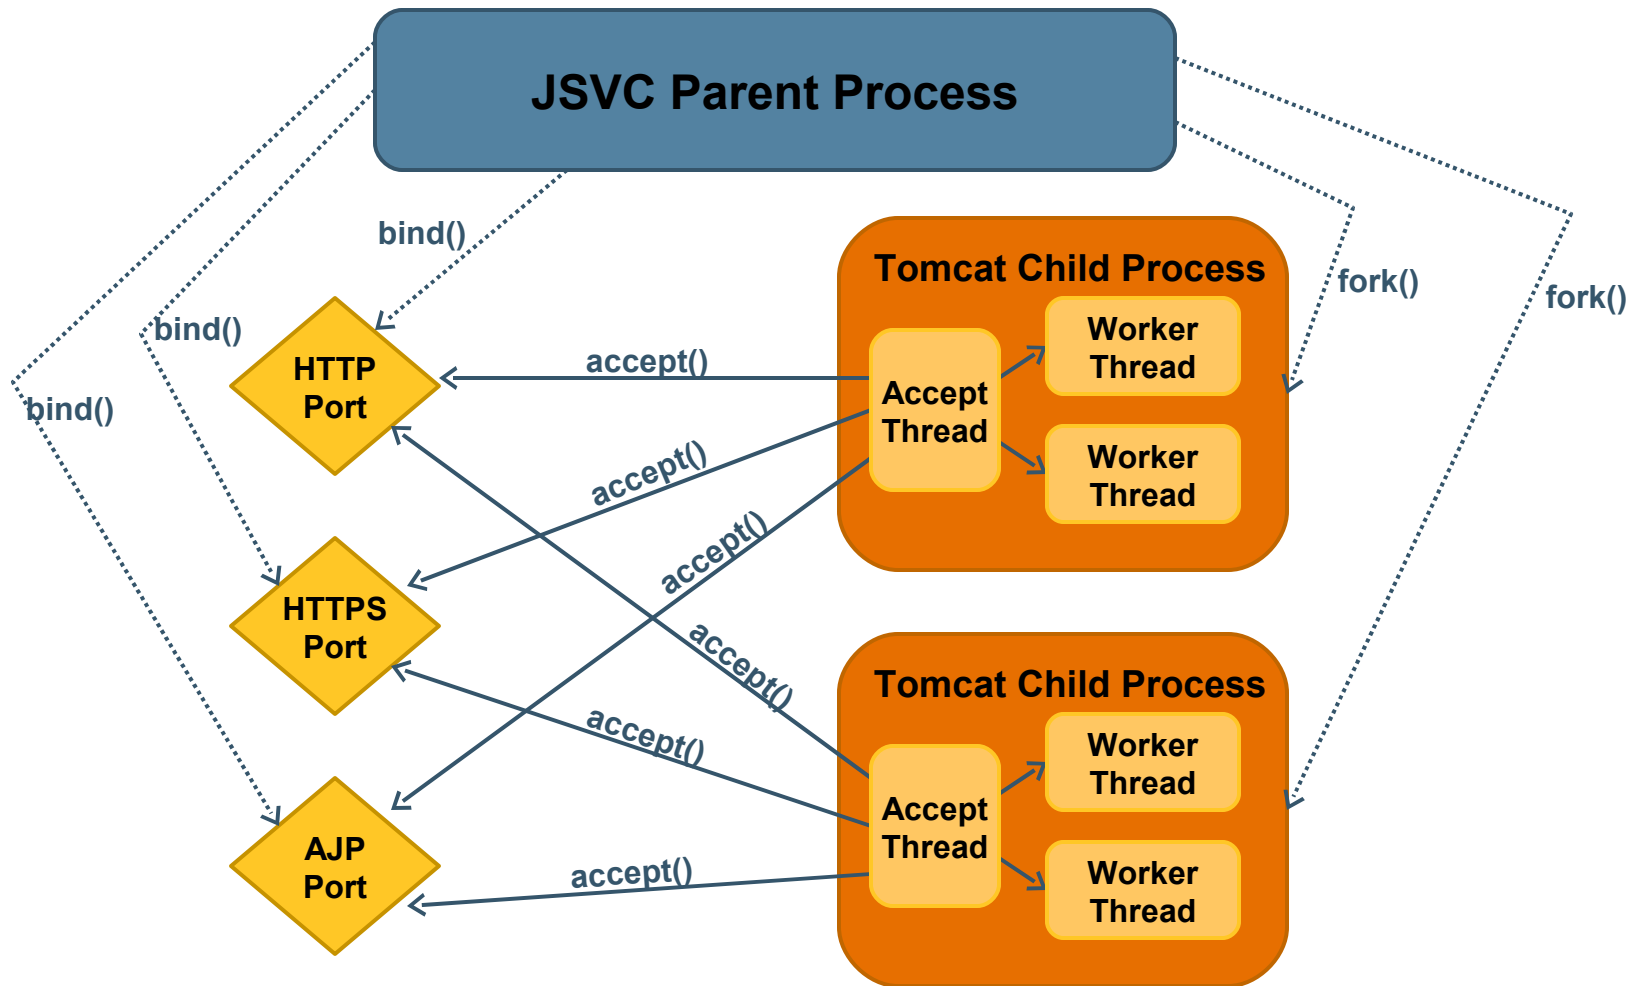 JSVC Parent Process
bind()
bind()
bind()
fork()
fork()
HTTP
Port
HTTPS
Port
AJP
Port
accept()
accept()
accept()
accept()
accept()
accept()
Tomcat Child Process
Accept
Thread
Worker
Thread
Worker
Thread
Tomcat Child Process
Accept
Thread
Worker
Thread
Worker
Thread